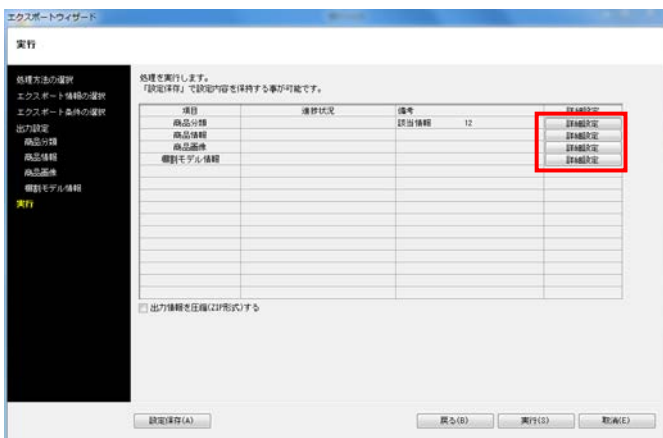 エクスポートウィザード
実行
処理方法の選択
エクスポート情報の選択
エクスポート条件の選択
出力設定
商品分類
商品情報
商品画像
棚割モデル情報
実行
処理を実行します。
「設定保存」で設定内容を保持する事が可能です。
項目 進捗状況 備考 詳細設定
商品分類 該当情報 12 詳細設定
商品情報 詳細設定
商品画像 詳細設定
棚割モデル情報 詳細設定
出力情報を圧縮(ZIP形式)する
設定保存(A) 戻る(B) 実行(S) 取消(E)